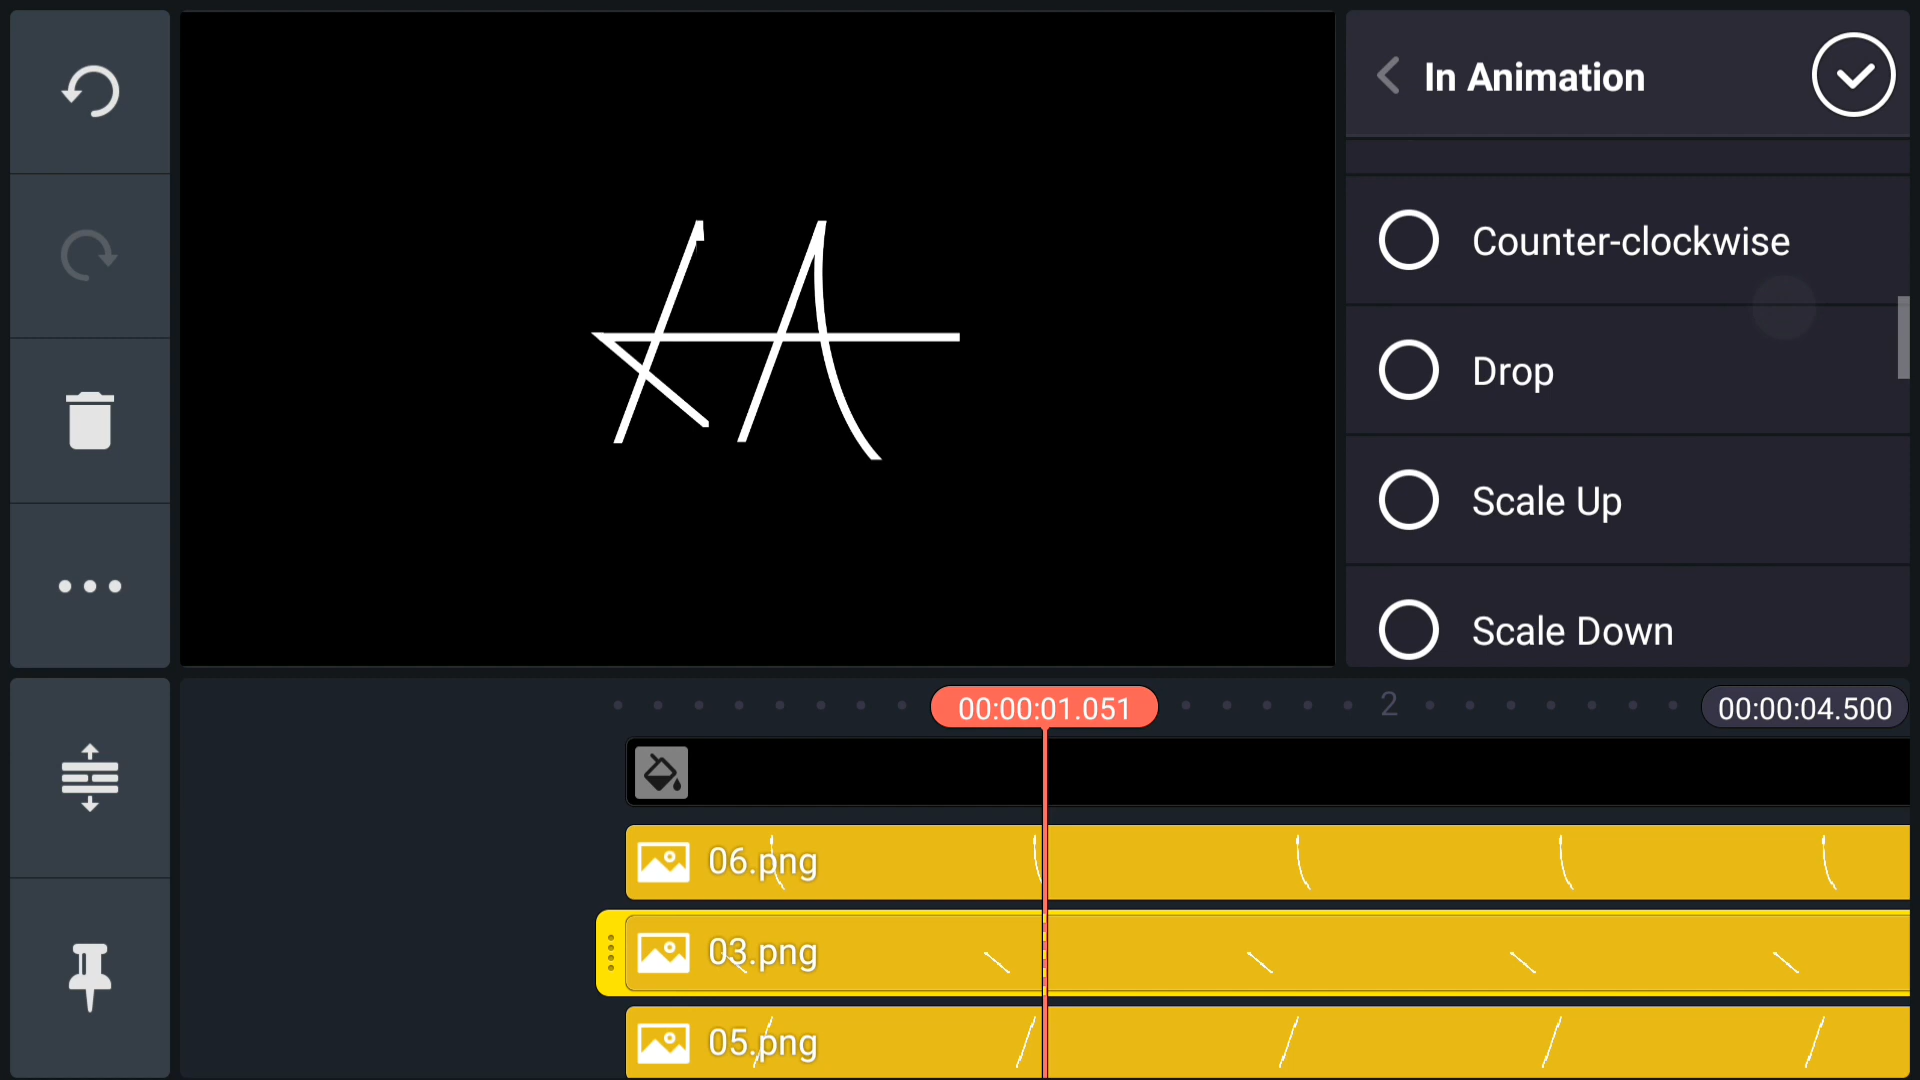 In Animation
Counter-clockwise
Drop
Scale Up
Scale Down
00:00:01.051
2
00:00:04.500
06.png
03.png
05.png